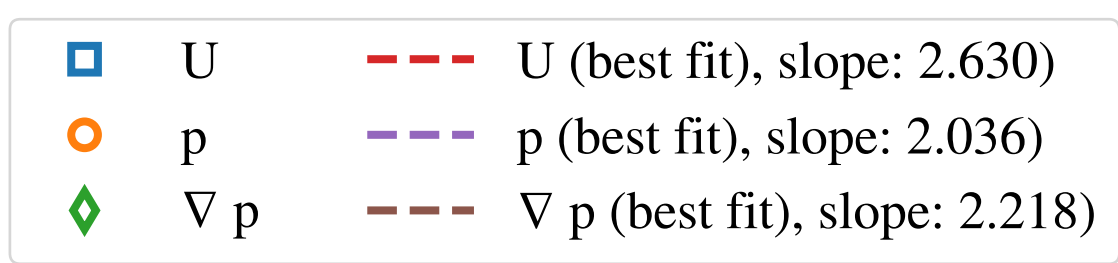 U U (best fit), slope: 2.630)
p p (best fit), slope: 2.036)
∇ p ∇ p (best fit), slope: 2.218)